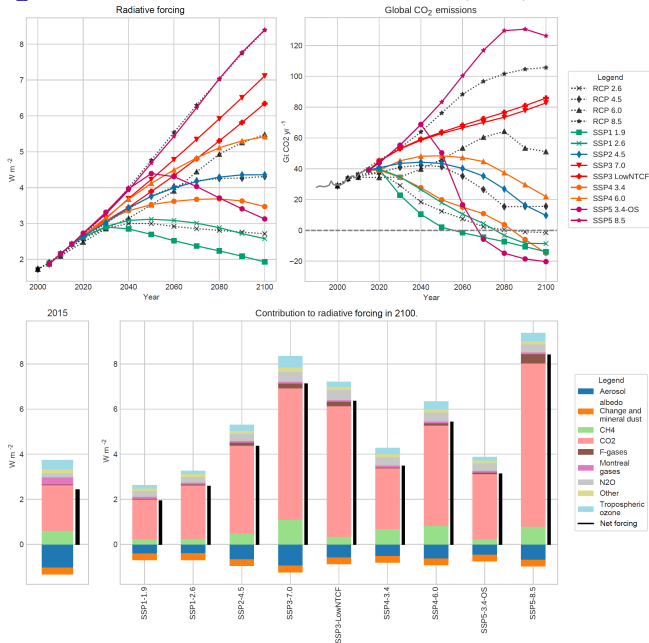 Radiative forcing
Global CO2 emissions
W m -2
8
7
6
5
4
3
2
2000 2020 2040 2060 2080 2100
Year
Gt CO2 yr -1
120
100
80
60
40
20
0
−20
2000 2020 2040 2060 2080 2100
Year
Legend
RCP 2.6
RCP 4.5
RCP 6.0
RCP 8.5
SSP1 1.9
SSP1 2.6
SSP2 4.5
SSP3 7.0
SSP3 LowNTCF
SSP4 3.4
SSP4 6.0
SSP5 3.4-OS
SSP5 8.5
2015
Contribution to radiative forcing in 2100.
W m -2
8
6
4
2
0
W m -2
8
6
4
2
0
SSP1-1.9
SSP1-2.6
SSP2-4.5
SSP3-7.0
SSP3-LowNTCF
SSP4-3.4
SSP4-6.0
SSP5-3.4-OS
SSP5-8.5
Legend
Aerosol
albedo
Change and
mineral dust
CH4
CO2
F-gases
Montreal
gases
N2O
Other
Tropospheric
ozone
Net forcing